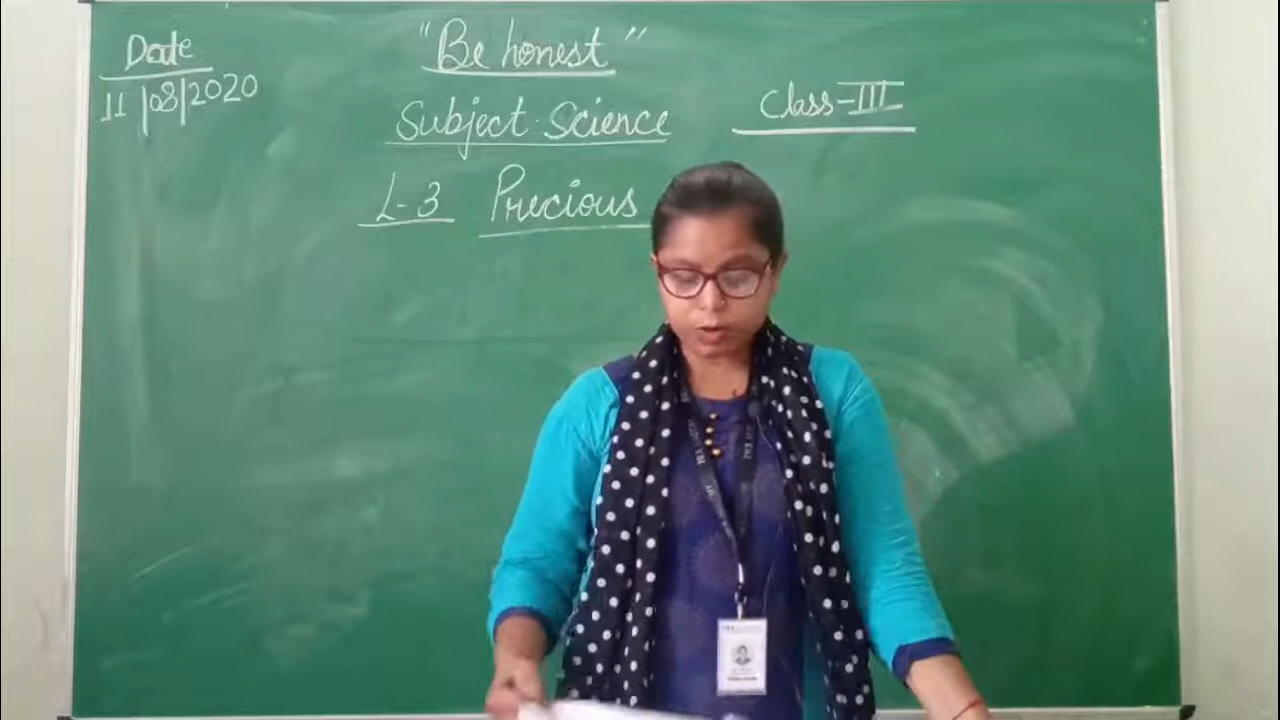 Date
11/08/2020
"Be honest"
Subject. Science
Class-III
L-3 Precious